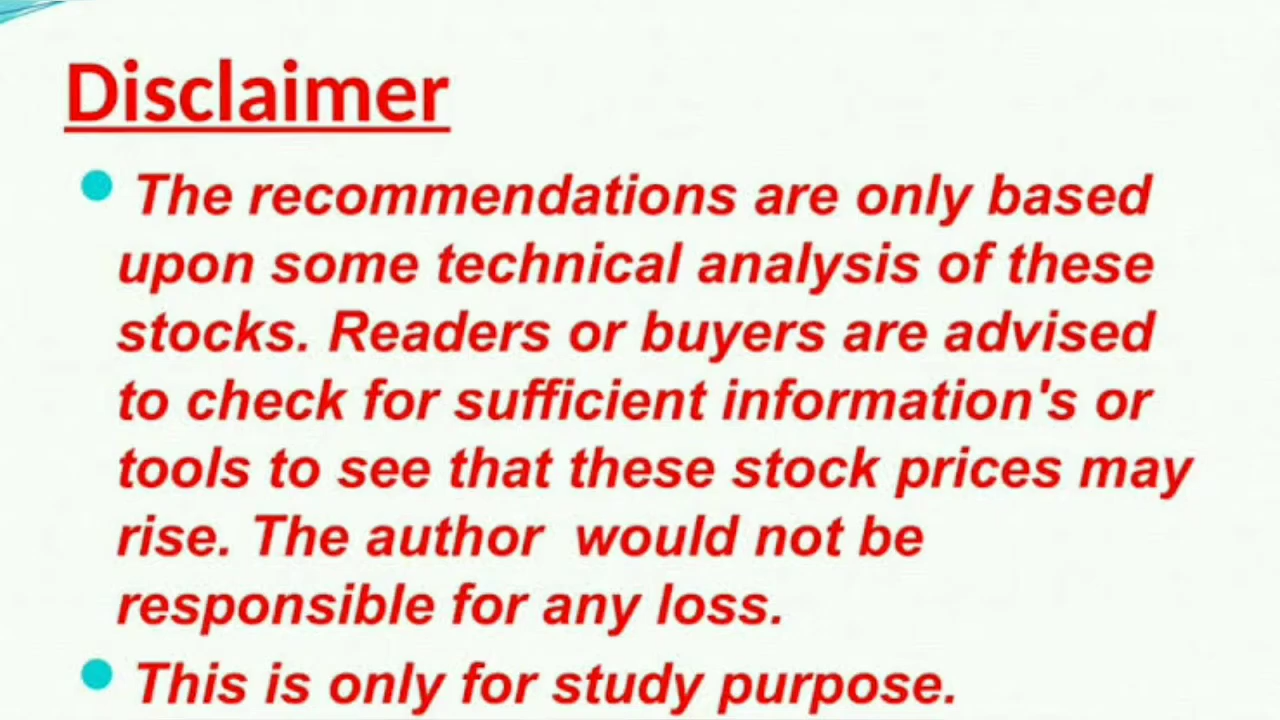 Disclaimer
The recommendations are only based
upon some technical analysis of these
stocks. Readers or buyers are advised
to check for sufficient information's or
tools to see that these stock prices may
rise. The author  would not be
responsible for any loss.
This is only for study purpose.